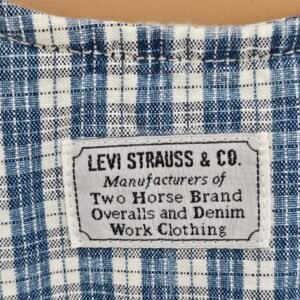 LEVI STRAUSS & CO.
Manufacturers of
Two Horse Brand
Overalls and Denim
Work Clothing